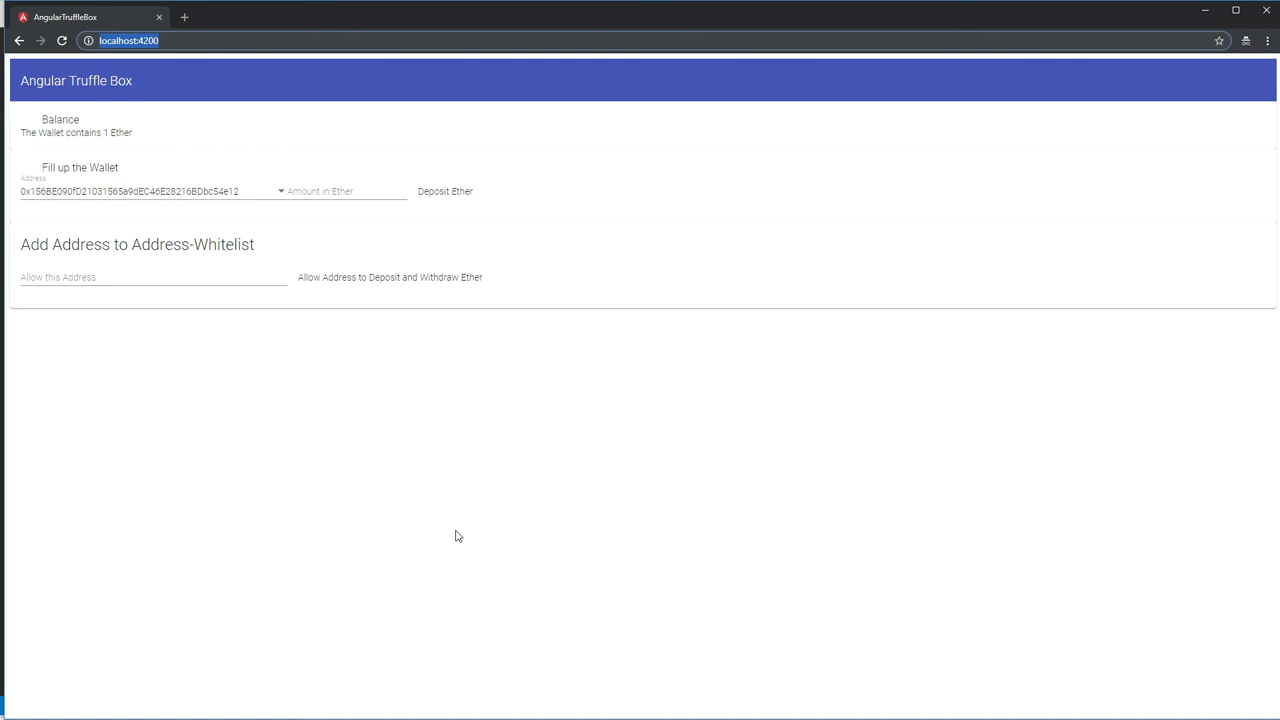 AngularTruffleBox
localhost:4200
Angular Truffle Box
Balance
The Wallet contains 1 Ether
Fill up the Wallet
Address
0x156BE090fD21031565a9dEC46E28216BDbc54e12 Amount in Ether Deposit Ether
Add Address to Address-Whitelist
Allow this Address Allow Address to Deposit and Withdraw Ether